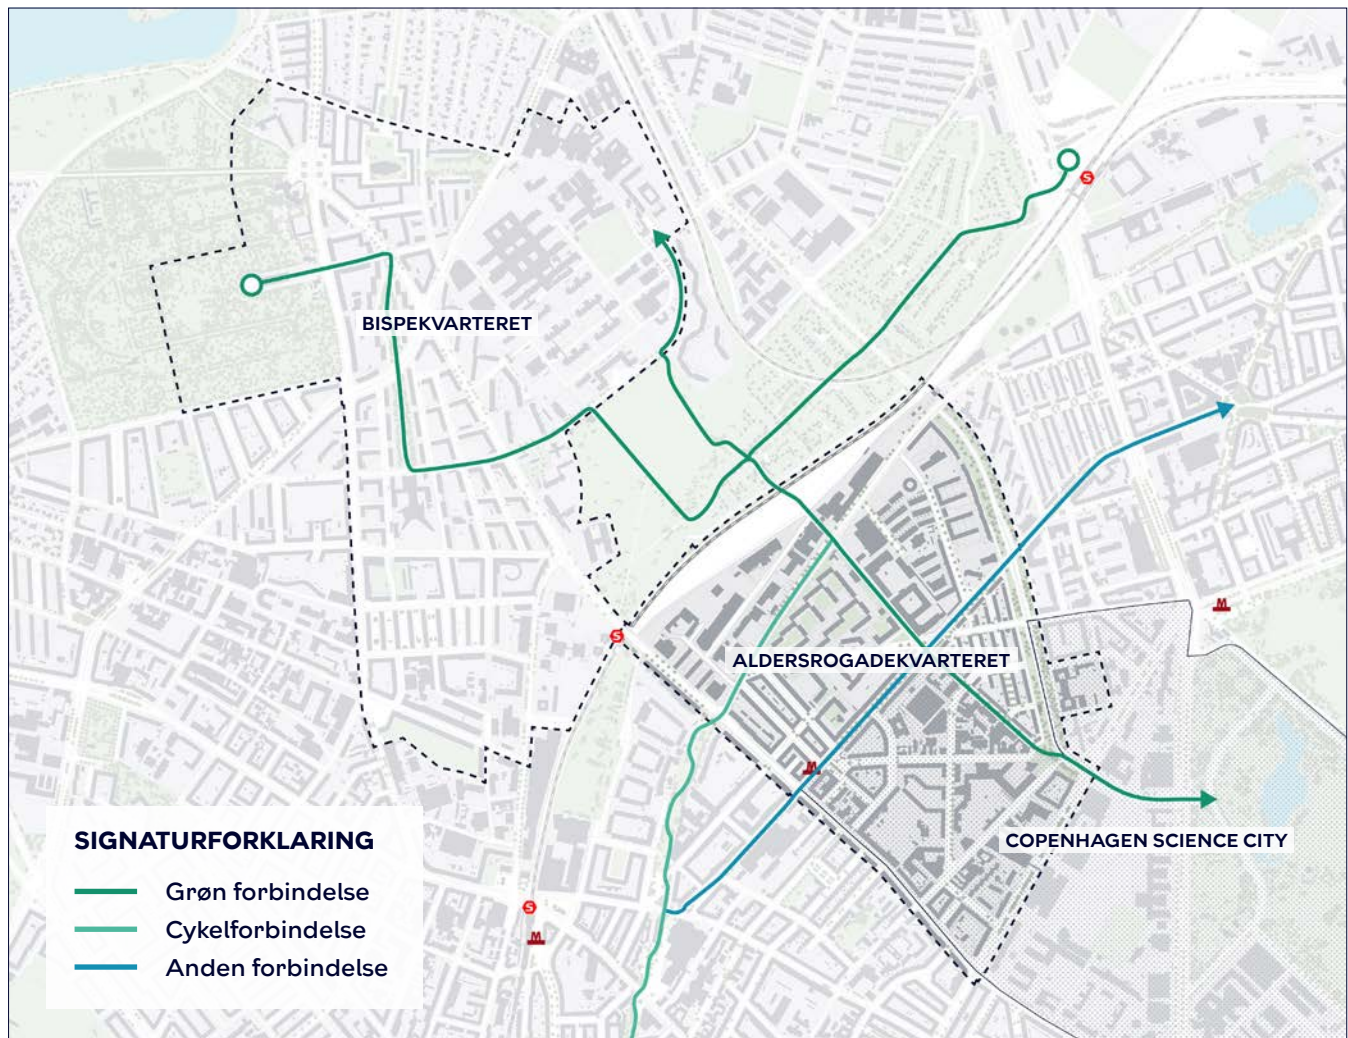 S
BISPEKVARTERET
M
S
ALDERSROGADEKVARTERET
M
COPENHAGEN SCIENCE CITY
SIGNATURFORKLARING
Grøn forbindelse
Cykelforbindelse
Anden forbindelse
S
M